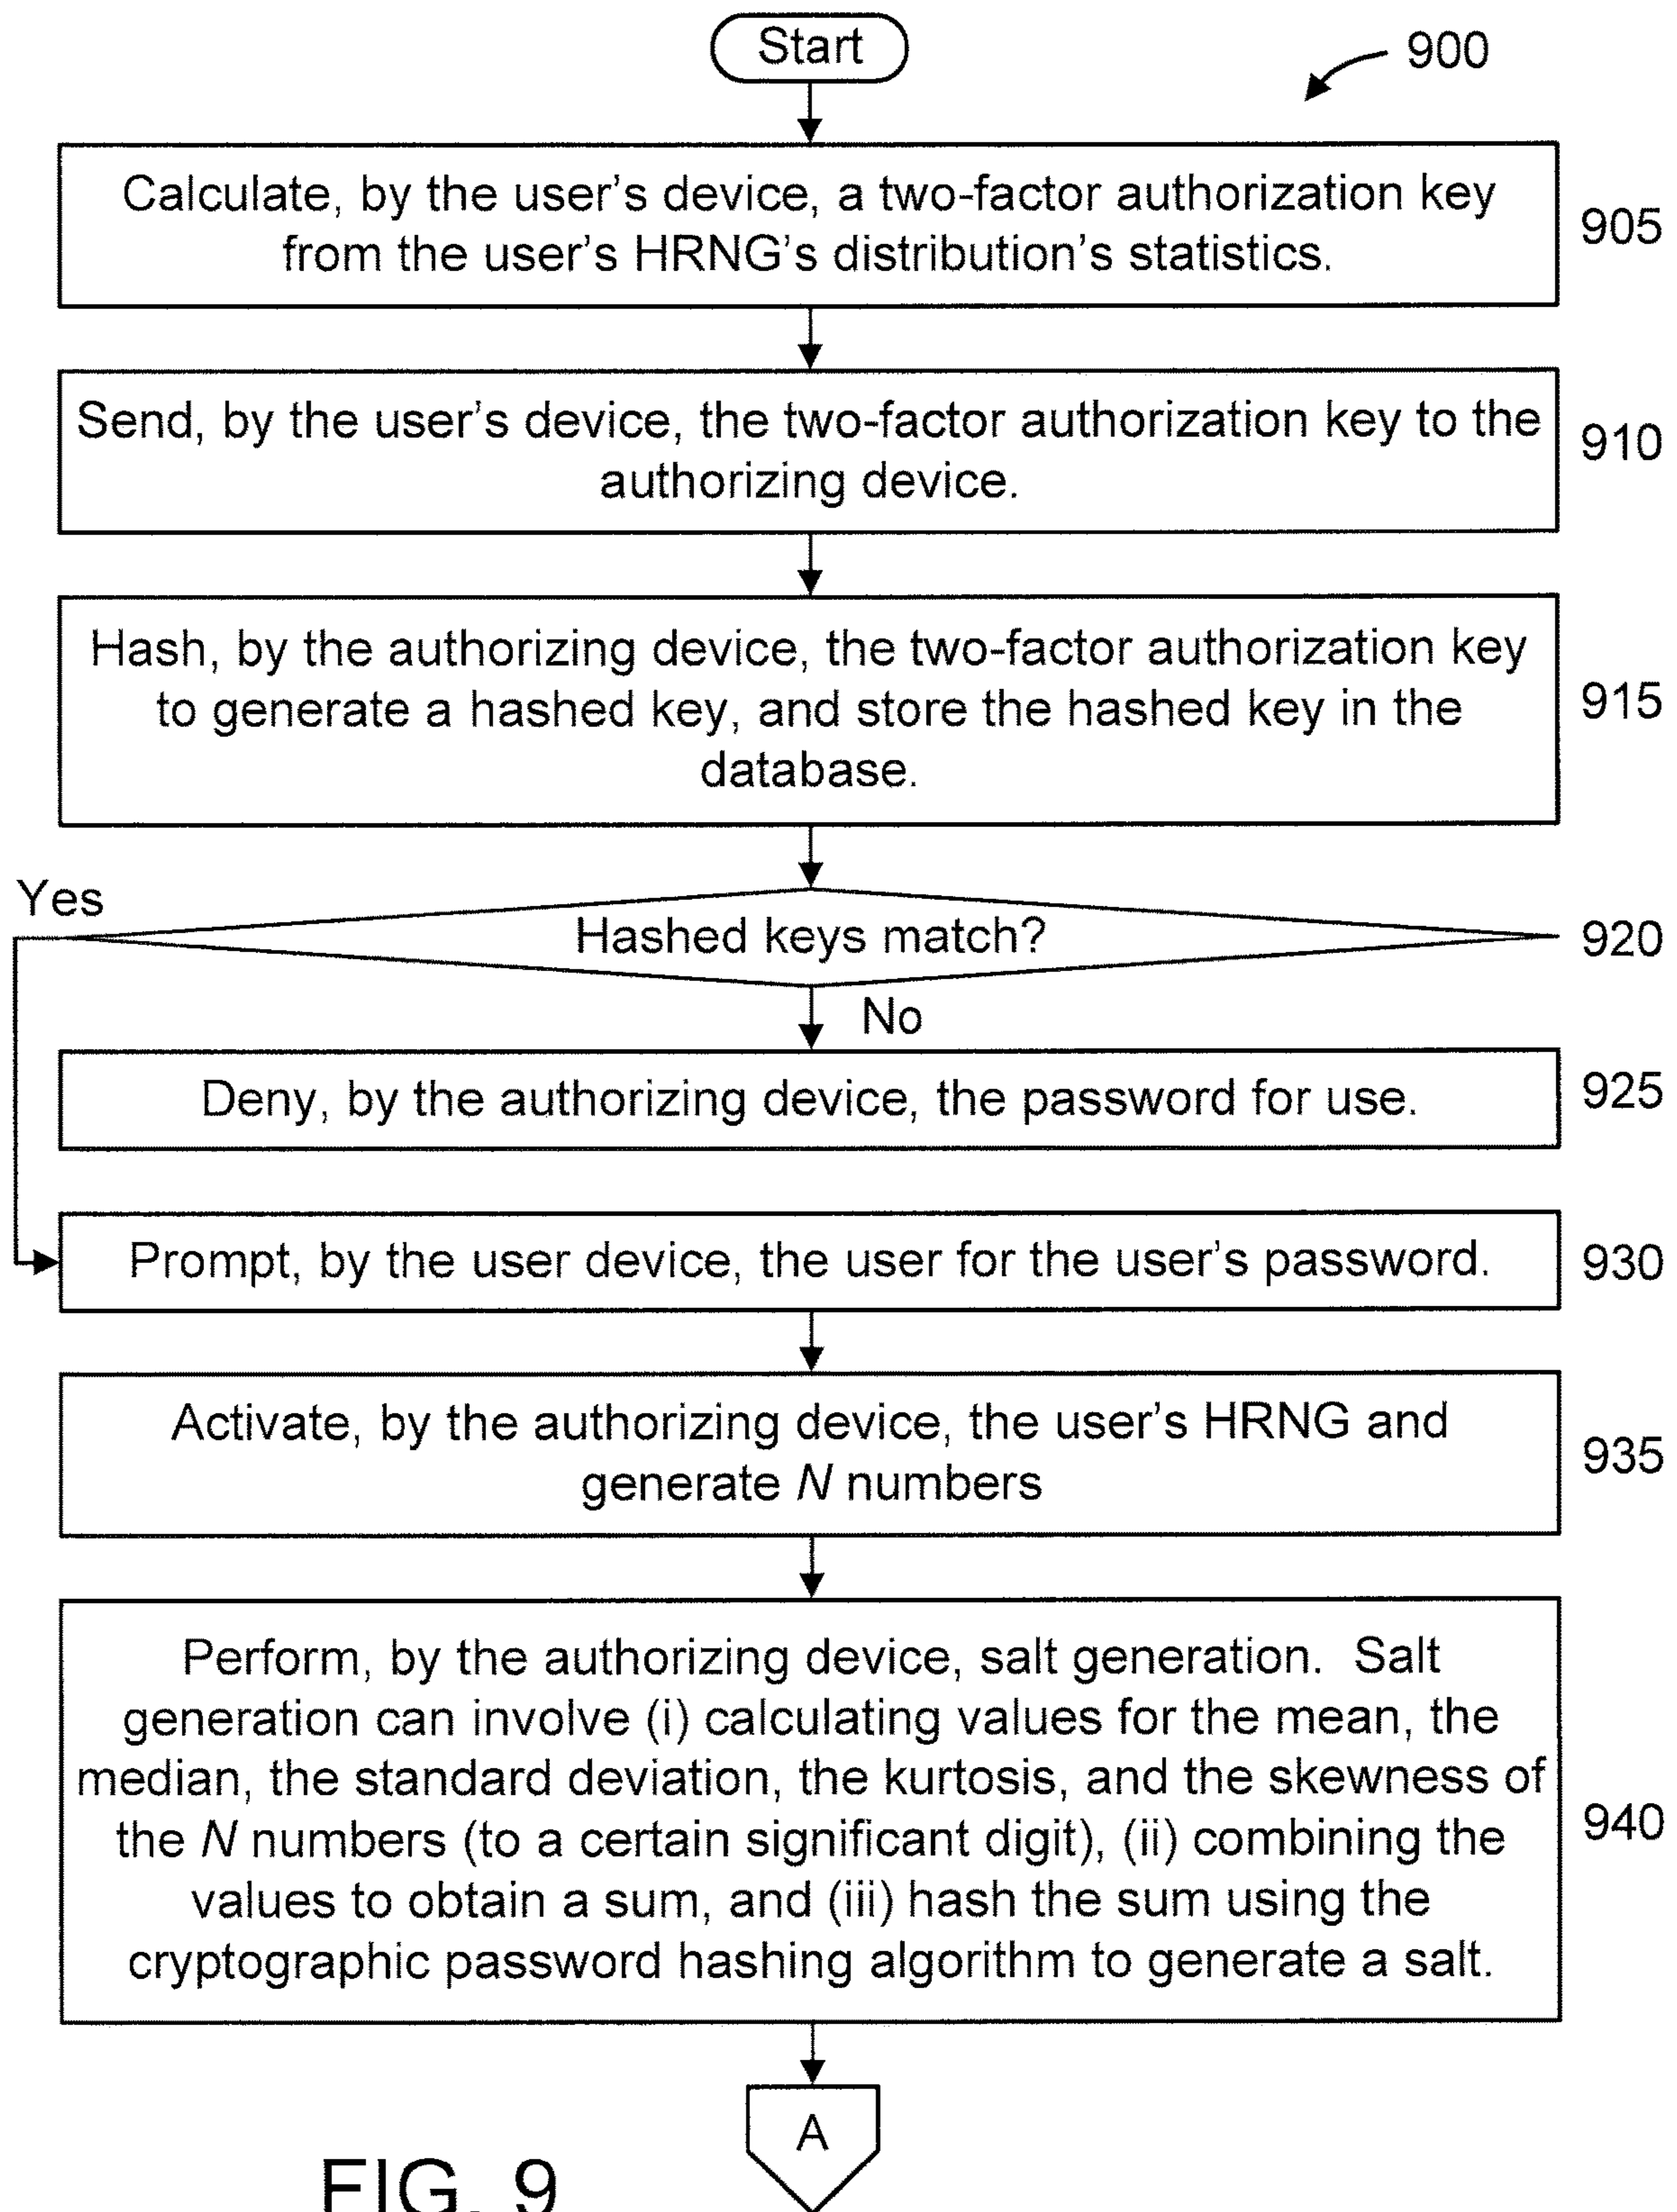 Start
900
Calculate, by the user's device, a two-factor authorization key
from the user's HRNG's distribution's statistics.
905
Send, by the user's device, the two-factor authorization key to the
authorizing device.
910
Hash, by the authorizing device, the two-factor authorization key
to generate a hashed key, and store the hashed key in the
database.
915
Yes
Hashed keys match?
920
No
Deny, by the authorizing device, the password for use.
925
Prompt, by the user device, the user for the user's password.
930
Activate, by the authorizing device, the user's HRNG and
generate N numbers
935
Perform, by the authorizing device, salt generation.  Salt
generation can involve (i) calculating values for the mean, the
median, the standard deviation, the kurtosis, and the skewness of
the N numbers (to a certain significant digit), (ii) combining the
values to obtain a sum, and (iii) hash the sum using the
cryptographic password hashing algorithm to generate a salt.
940
A
FIG. 9